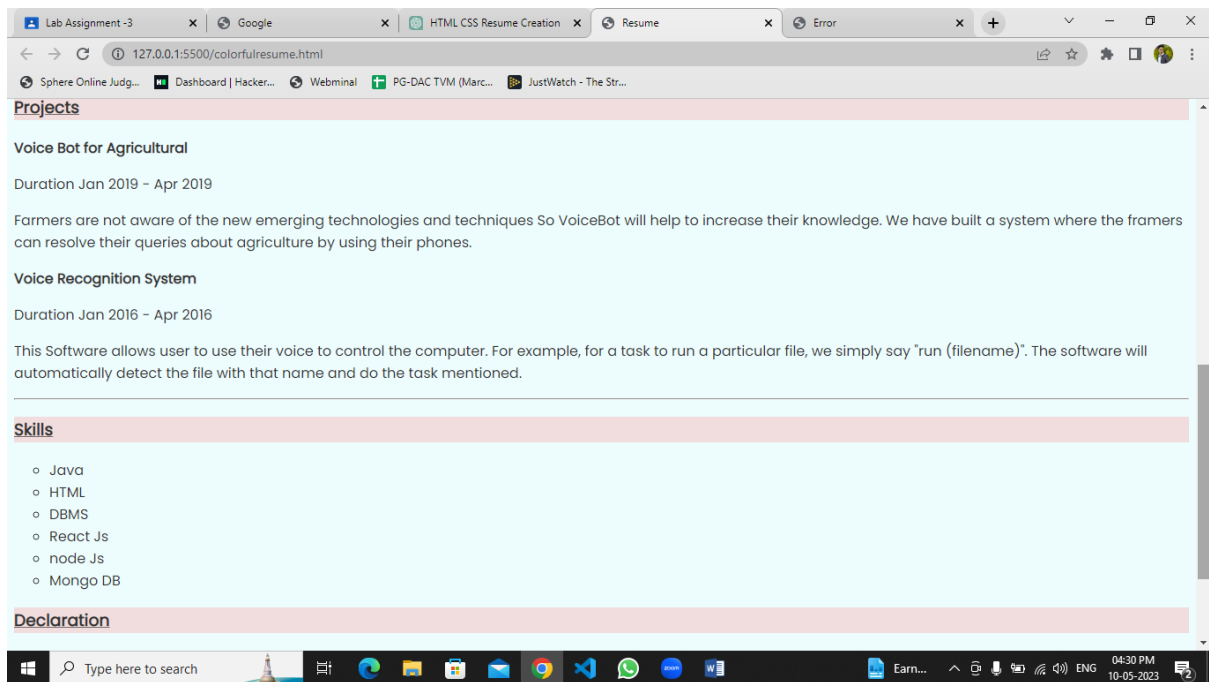 Lab Assignment -3
Google
HTML CSS Resume Creation
Resume
Error
127.0.0.1:5500/colorfulresume.html
Sphere Online Judg...
Dashboard | Hacker...
Webminal
PG-DAC TVM (Marc...
JustWatch - The Str...
Projects
Voice Bot for Agricultural
Duration Jan 2019 - Apr 2019
Farmers are not aware of the new emerging technologies and techniques So VoiceBot will help to increase their knowledge. We have built a system where the framers
can resolve their queries about agriculture by using their phones.
Voice Recognition System
Duration Jan 2016 - Apr 2016
This Software allows user to use their voice to control the computer. For example, for a task to run a particular file, we simply say "run (filename)". The software will
automatically detect the file with that name and do the task mentioned.
Skills
Java
HTML
DBMS
React Js
node Js
Mongo DB
Declaration
Type here to search
zoom
Earn...
ENG
04:30 PM
10-05-2023
2